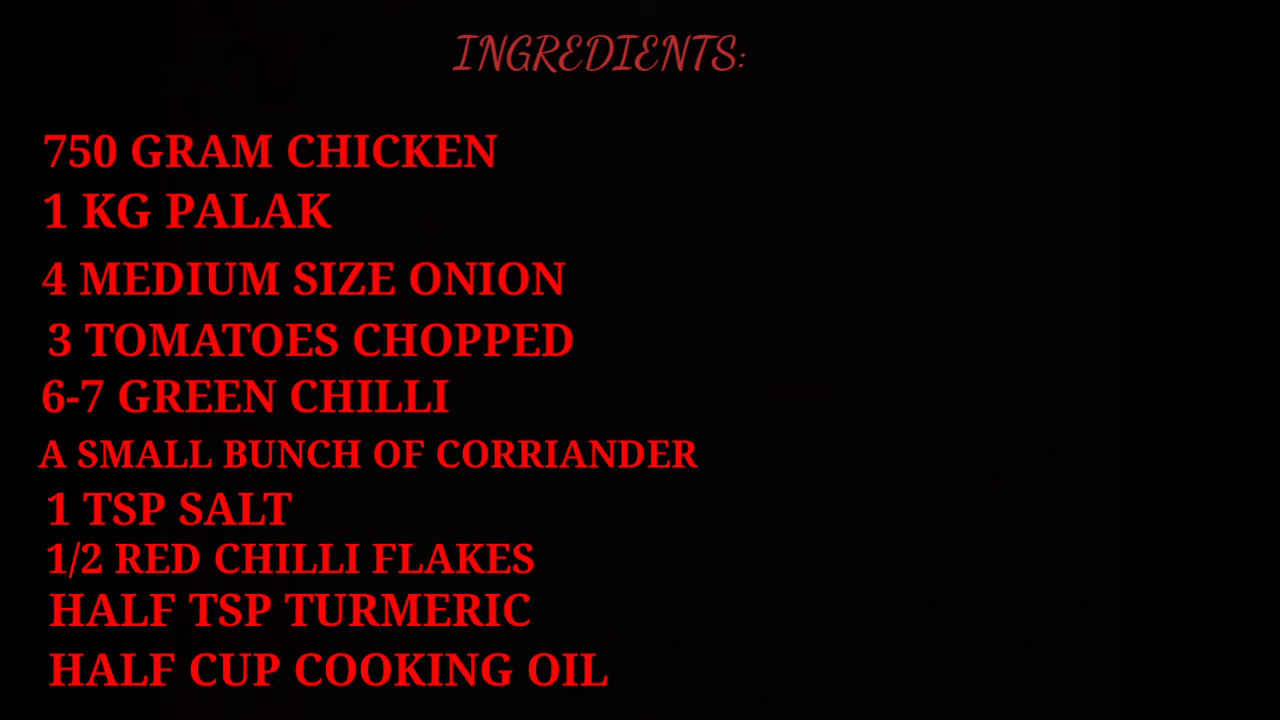 INGREDIENTS:
750 GRAM CHICKEN
1 KG PALAK
4 MEDIUM SIZE ONION
3 TOMATOES CHOPPED
6-7 GREEN CHILLI
A SMALL BUNCH OF CORRIANDER
1 TSP SALT
1/2 RED CHILLI FLAKES
HALF TSP TURMERIC
HALF CUP COOKING OIL